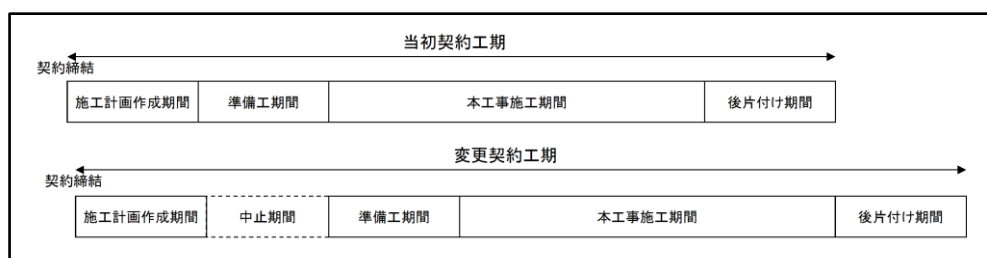 当初契約工期
契約締結
施工計画作成期間 準備工期間 本工事施工期間 後片付け期間
変更契約工期
契約締結
施工計画作成期間 中止期間 準備工期間 本工事施工期間 後片付け期間